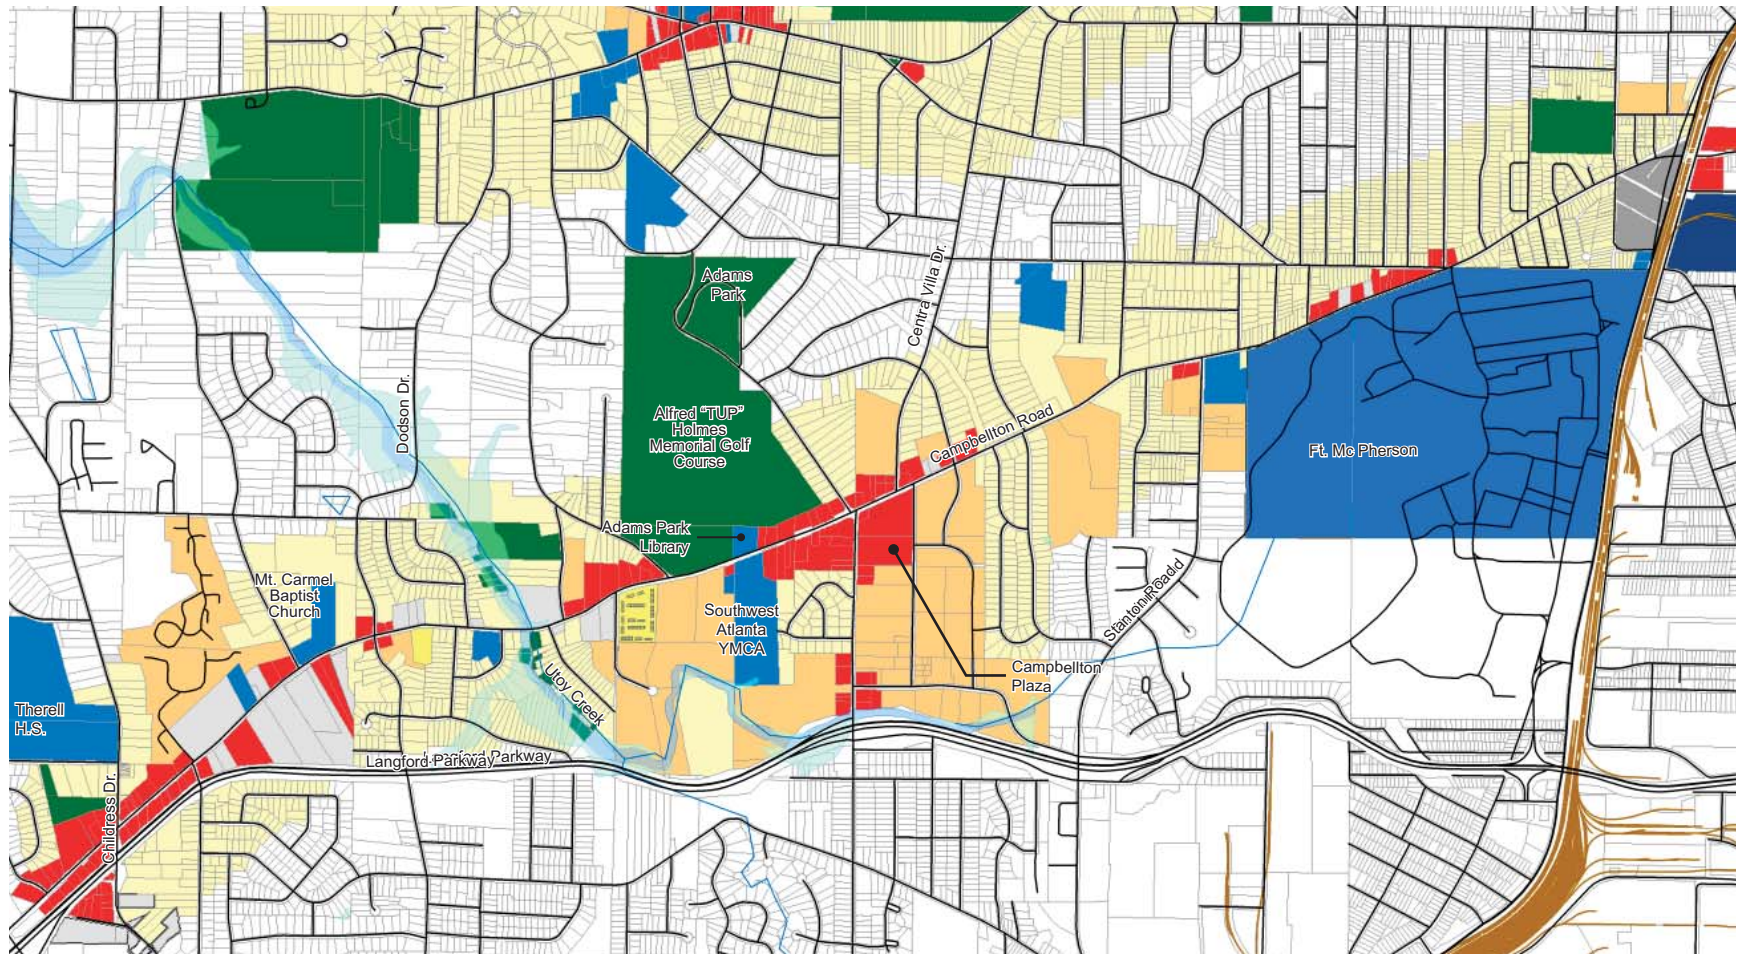 Adams
Park
Centra Villa Dr.
Dodson Dr.
Alfred “TUP”
Holmes
Memorial Golf
Course
Campbellton Road
Ft. Mc Pherson
Adams Park
Library
Mt. Carmel
Baptist
Church
Southwest
Atlanta
YMCA
Stanton Road
Campbellton
Plaza
Utoy Creek
Therell
H.S.
Langford Parkway
Childress Dr.